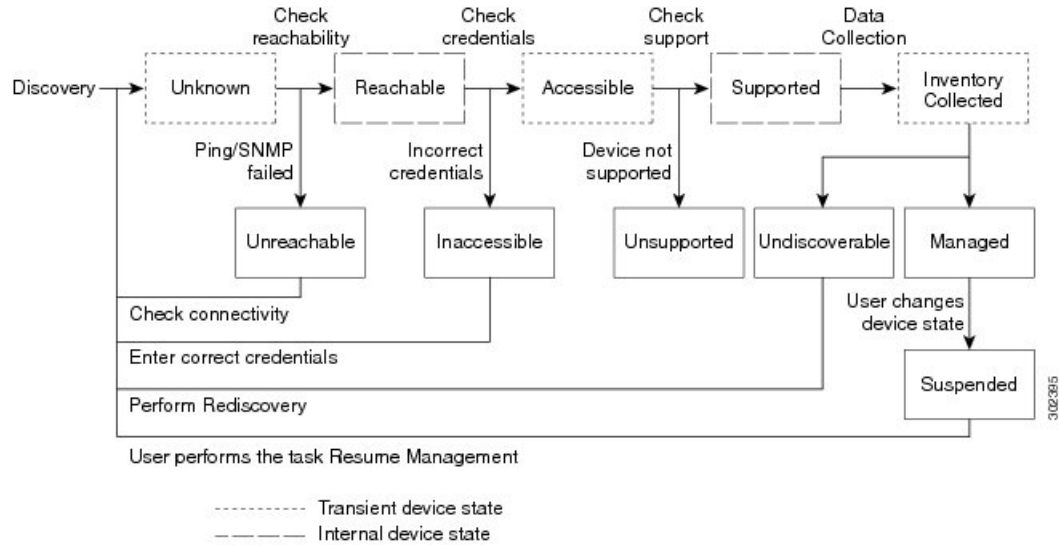 Check
reachability
Check
credentials
Check
support
Data
Collection
Discovery
Unknown
Reachable
Accessible
Supported
Inventory
Collected
Ping/SNMP
failed
Incorrect
credentials
Device not
supported
Unreachable
Inaccessible
Unsupported
Undiscoverable
Managed
Check connectivity
User changes
device state
Enter correct credentials
Suspended
Perform Rediscovery
User performs the task Resume Management
302395
Transient device state
Internal device state